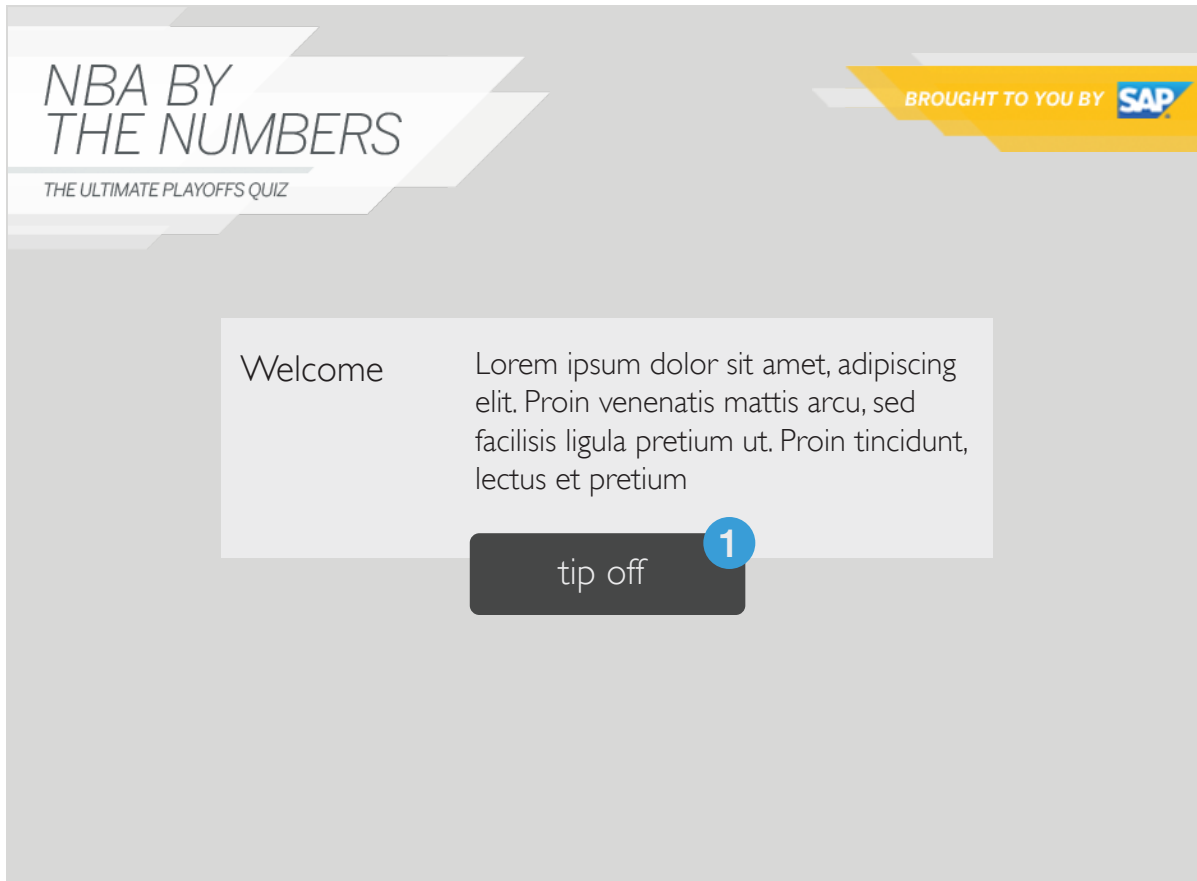 NBA BY
THE NUMBERS
THE ULTIMATE PLAYOFFS QUIZ
BROUGHT TO YOU BY SAP
Welcome
Lorem ipsum dolor sit amet, adipiscing
elit. Proin venenatis mattis arcu, sed
facilisis ligula pretium ut. Proin tincidunt,
lectus et pretium
1
tip off